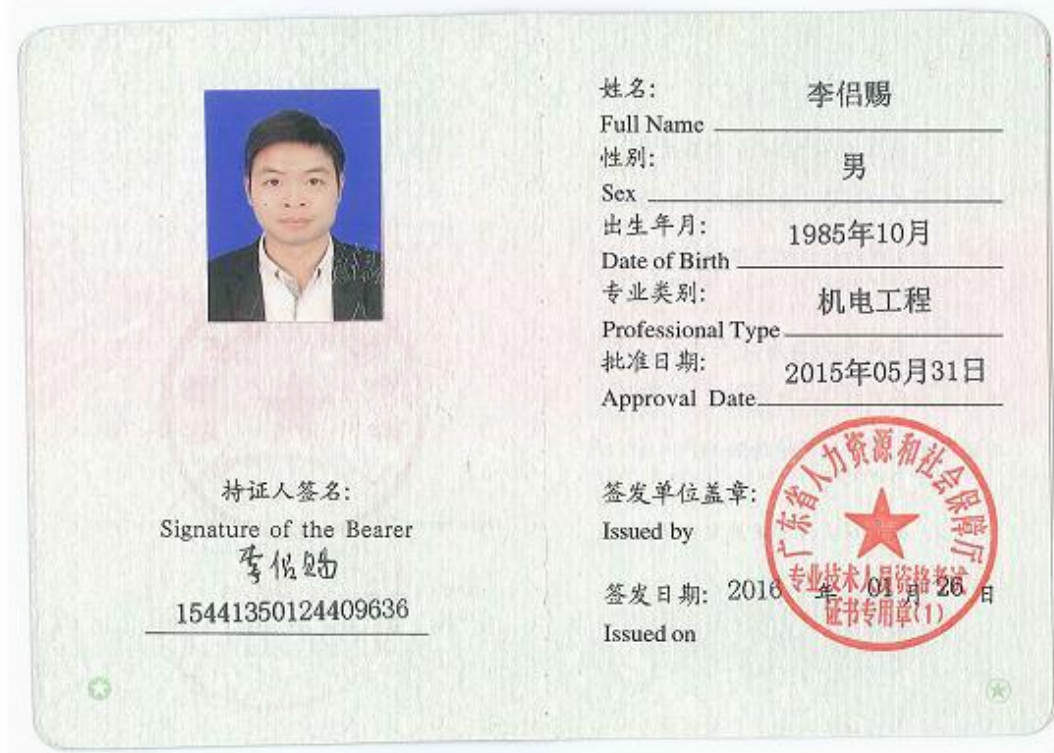 持证人签名:
Signature of the Bearer
李侣赐
15441350124409636
姓名: 李侣赐
Full Name
性别: 男
Sex
出生年月: 1985年10月
Date of Birth
专业类别: 机电工程
Professional Type
批准日期: 2015年05月31日
Approval Date
签发单位盖章:
Issued by
广东省人力资源和社会保障厅
专业技术人员资格考试
证书专用章(1)
签发日期: 2016 年 01 月 26 日
Issued on